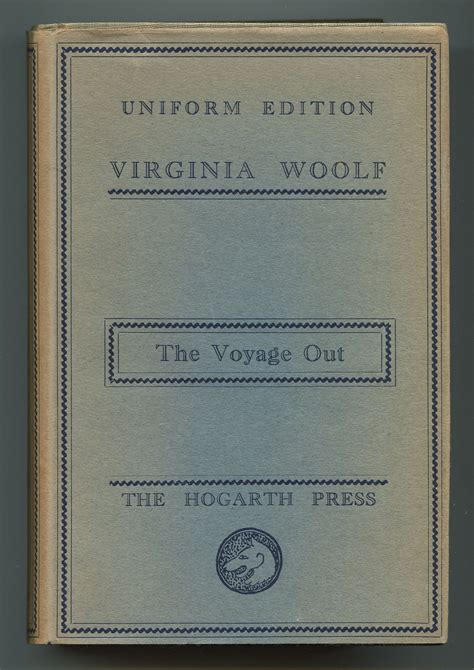 UNIFORM EDITION
VIRGINIA WOOLF
The Voyage Out
THE HOGARTH PRESS